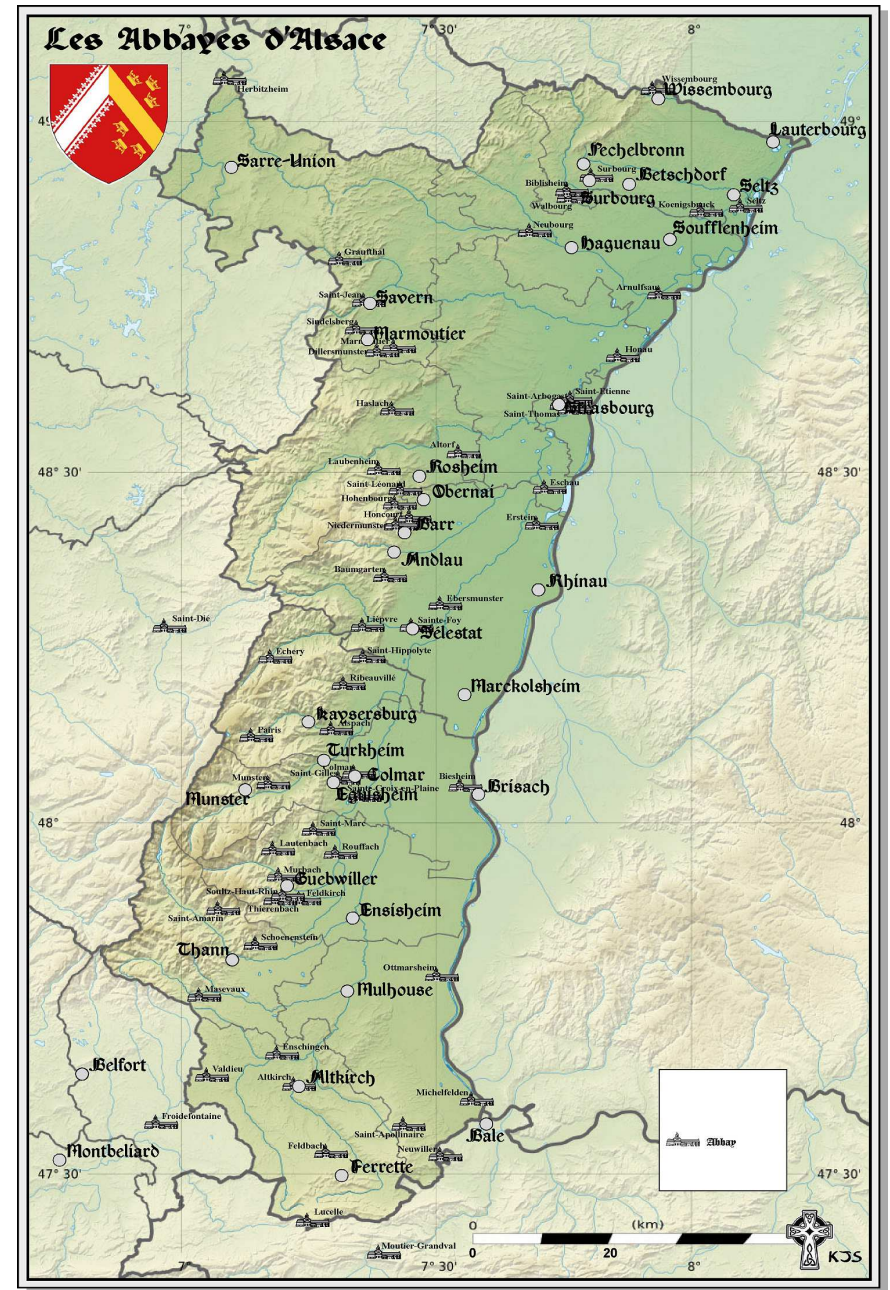 Les Abbayes d'Alsace
7°
7° 30'
8°
Herbitzheim
Wissembourg
Wissembourg
49°
49°
Lauterbourg
Sarre-Union
Pechelbronn
Surbourg
Betschdorf
Biblisheim
Surbourg
Walbourg
Seltz
Seltz
Koenigsbruck
Neubourg
Soufflenheim
Haguenau
Graufthal
Arnulfsau
Saint-Jean
Savern
Sindelsberg
Marmoutier
Dillersmunster
Honau
Saint-Etienne
Saint-Arbogast
Strasbourg
Saint-Thomas
Haslach
Altorf
Laubenheim
Rosheim
48° 30'
48° 30'
Saint-Léonard
Obernai
Eschau
Hohenbourg
Honcourt
Erstein
Niedermunster
Barr
Andlau
Baumgarten
Rhinau
Ebersmunster
Saint-Dié
Lièpvre
Sainte-Foy
Sélestat
Echéry
Saint-Hippolyte
Ribeauvillé
Marckolsheim
Kaysersburg
Alspach
Pairis
Turkheim
Colmar
Saint-Gilles
Colmar
Munster
Munster
Sainte-Croix-en-Plaine
Eguisheim
Biesheim
Brisach
48°
48°
Saint-Marc
Lautenbach
Rouffach
Murbach
Guebwiller
Soultz-Haut-Rhin
Feldkirch
Thierenbach
Saint-Amarin
Ensisheim
Schoenenstein
Thann
Ottmarsheim
Masevaux
Mulhouse
Enschingen
Belfort
Valdieu
Altkirch
Altkirch
Michelfelden
Froidefontaine
Saint-Apollinaire
Bale
Abbay
Montbeliard
Feldbach
Neuwiller
Ferrette
47° 30'
47° 30'
Lucelle
0
(km)
0
20
Moutier-Grandval
KJS
7°
7° 30'
8°